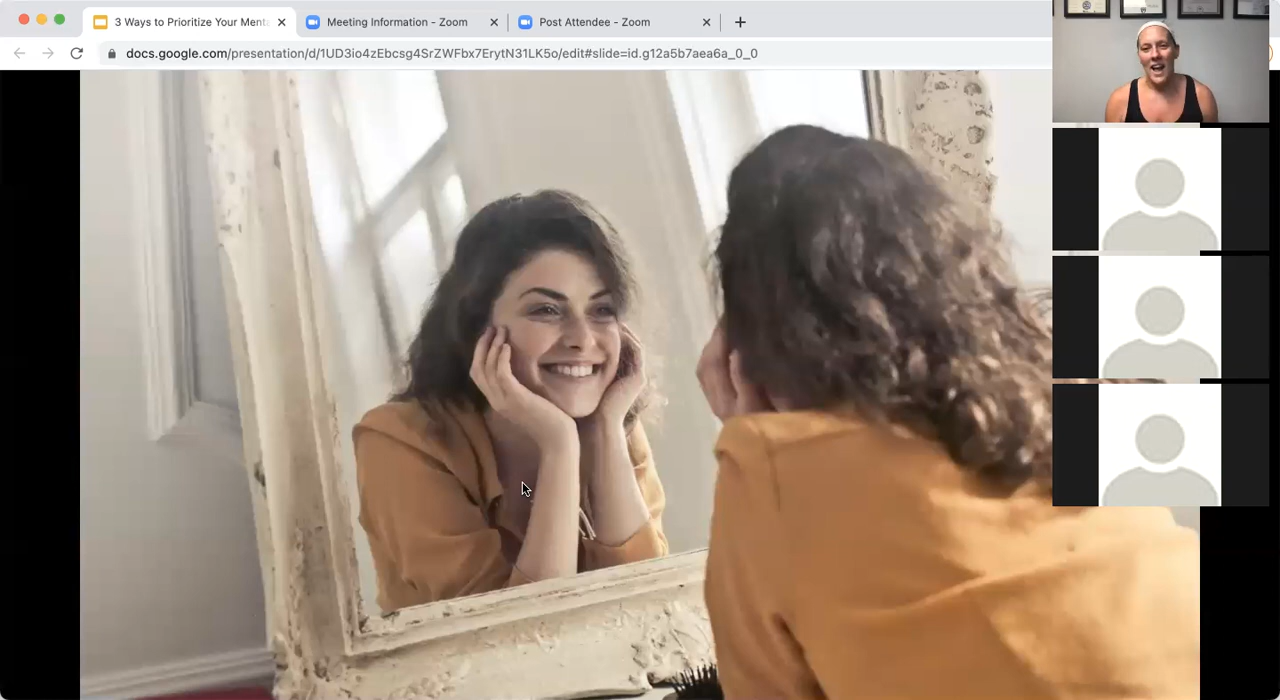 3 Ways to Prioritize Your Menta
Meeting Information - Zoom
Post Attendee - Zoom
docs.google.com/presentation/d/1UD3io4zEbcsg4SrZWFbx7ErytN31LK5o/edit#slide=id.g12a5b7aea6a_0_0